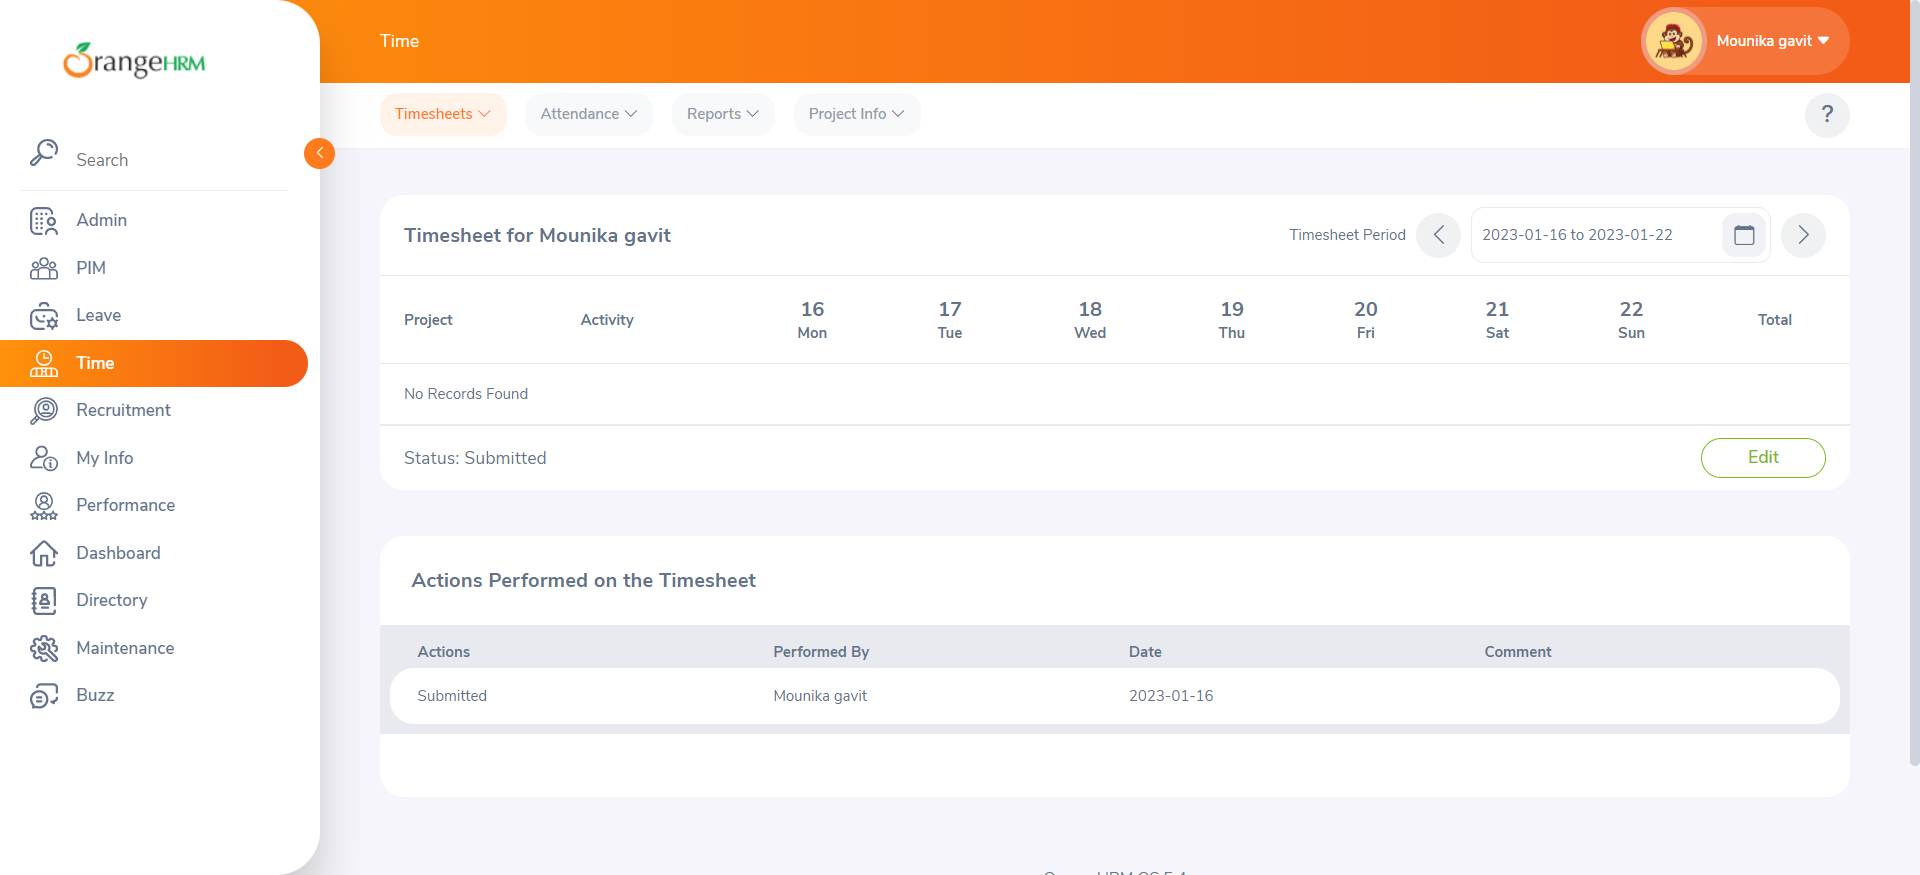 OrangeHRM
Time
Mounika gavit
Timesheets
Attendance
Reports
Project Info
?
Search
Admin
PIM
Leave
Time
Recruitment
My Info
Performance
Dashboard
Directory
Maintenance
Buzz
Timesheet for Mounika gavit
Timesheet Period
2023-01-16 to 2023-01-22
Project Activity 16 Mon 17 Tue 18 Wed 19 Thu 20 Fri 21 Sat 22 Sun Total
No Records Found
Status: Submitted
Edit
Actions Performed on the Timesheet
Actions Performed By Date Comment
Submitted Mounika gavit 2023-01-16